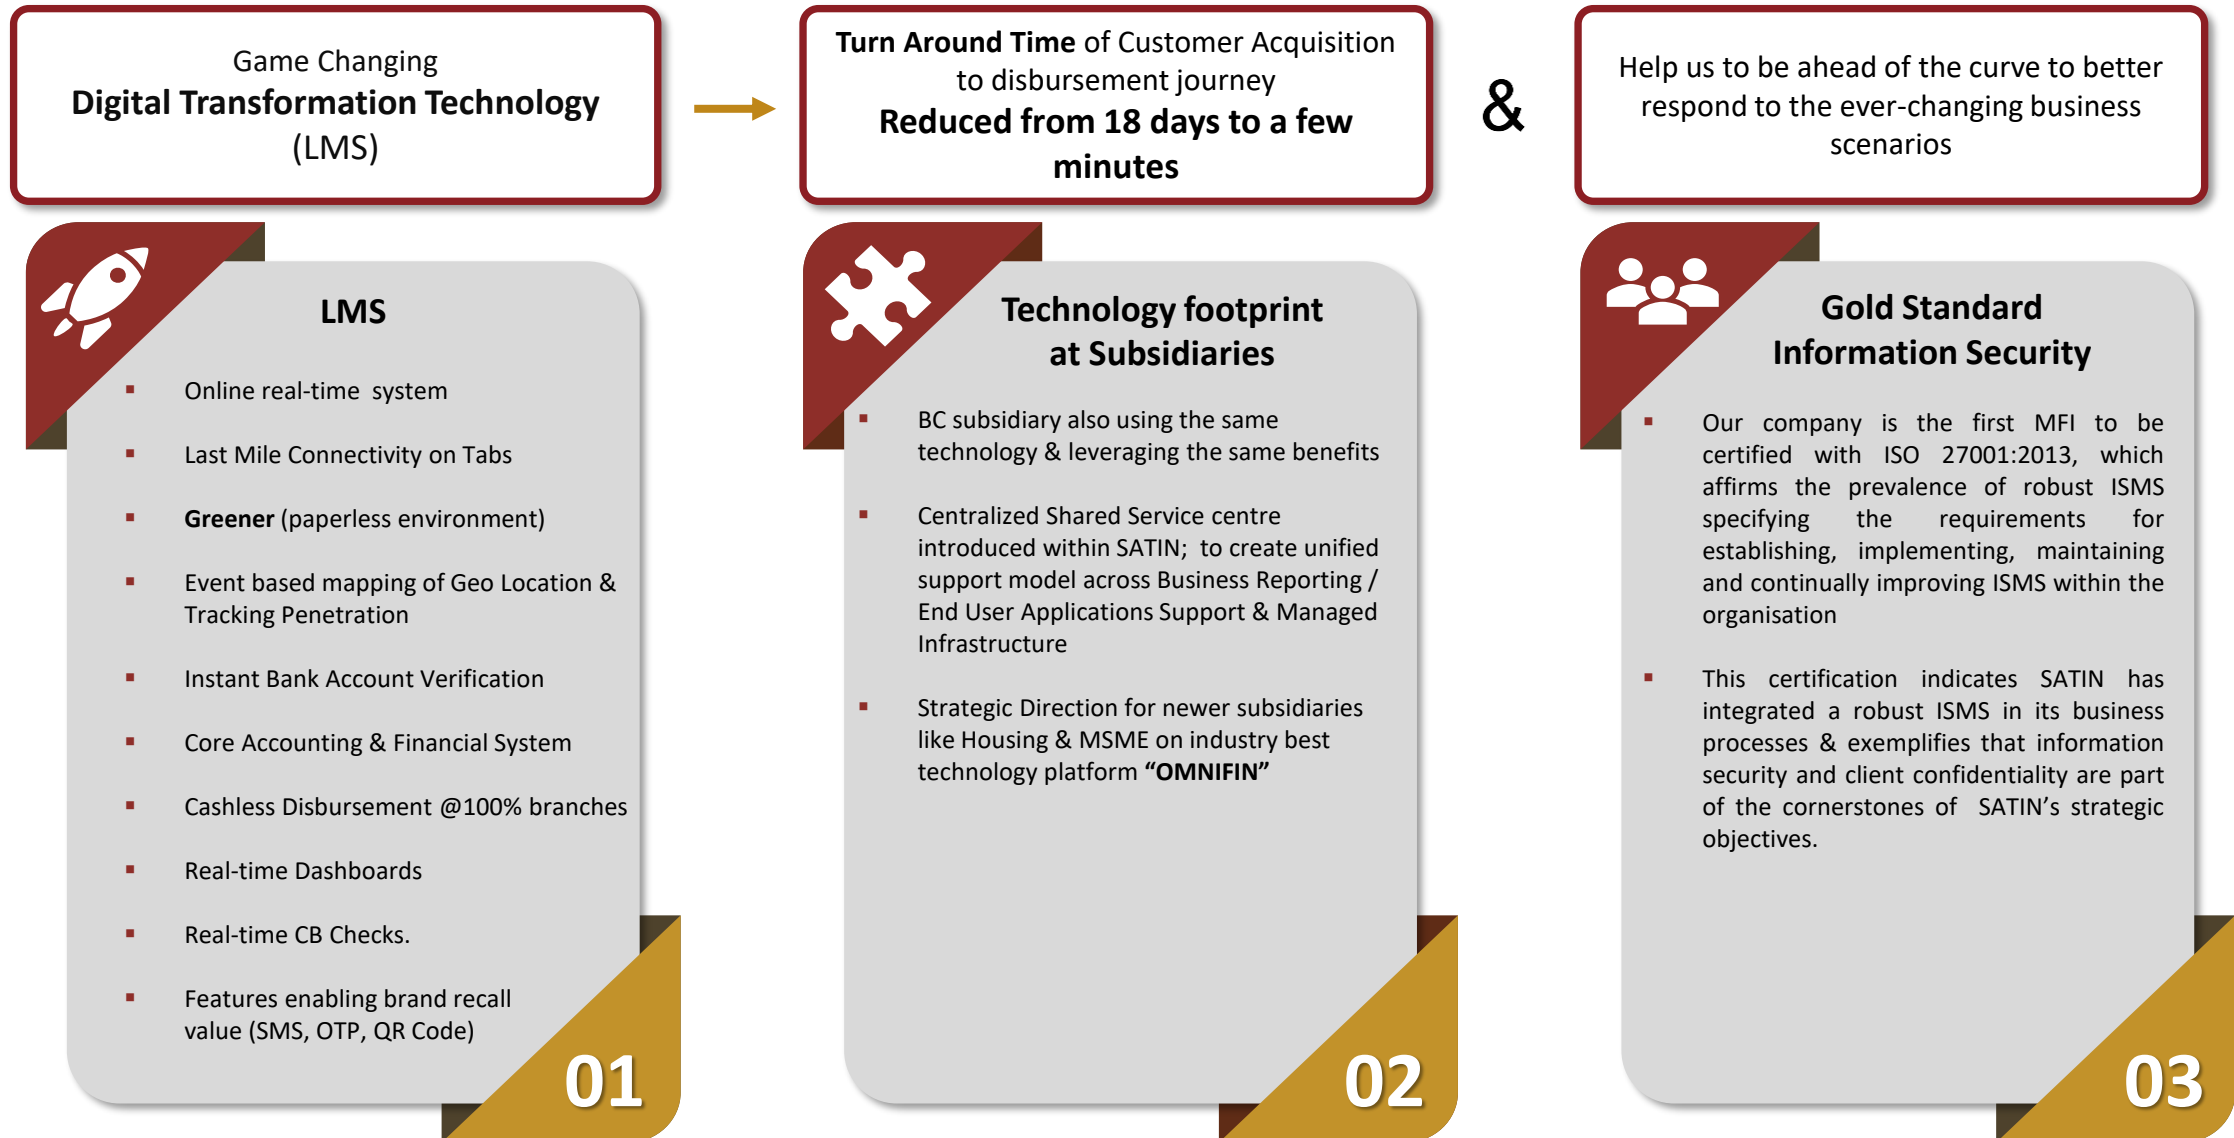 Game Changing
Digital Transformation Technology
(LMS)
Turn Around Time of Customer Acquisition
to disbursement journey
Reduced from 18 days to a few
minutes
&
Help us to be ahead of the curve to better
respond to the ever-changing business
scenarios
LMS
Online real-time system
Last Mile Connectivity on Tabs
Greener (paperless environment)
Event based mapping of Geo Location &
Tracking Penetration
Instant Bank Account Verification
Core Accounting & Financial System
Cashless Disbursement @100% branches
Real-time Dashboards
Real-time CB Checks.
Features enabling brand recall
value (SMS, OTP, QR Code)
01
Technology footprint
at Subsidiaries
BC subsidiary also using the same
technology & leveraging the same benefits
Centralized Shared Service centre
introduced within SATIN; to create unified
support model across Business Reporting /
End User Applications Support & Managed
Infrastructure
Strategic Direction for newer subsidiaries
like Housing & MSME on industry best
technology platform “OMNIFIN”
02
Gold Standard
Information Security
Our company is the first MFI to be
certified with ISO 27001:2013, which
affirms the prevalence of robust ISMS
specifying the requirements for
establishing, implementing, maintaining
and continually improving ISMS within the
organisation
This certification indicates SATIN has
integrated a robust ISMS in its business
processes & exemplifies that information
security and client confidentiality are part
of the cornerstones of SATIN’s strategic
objectives.
03